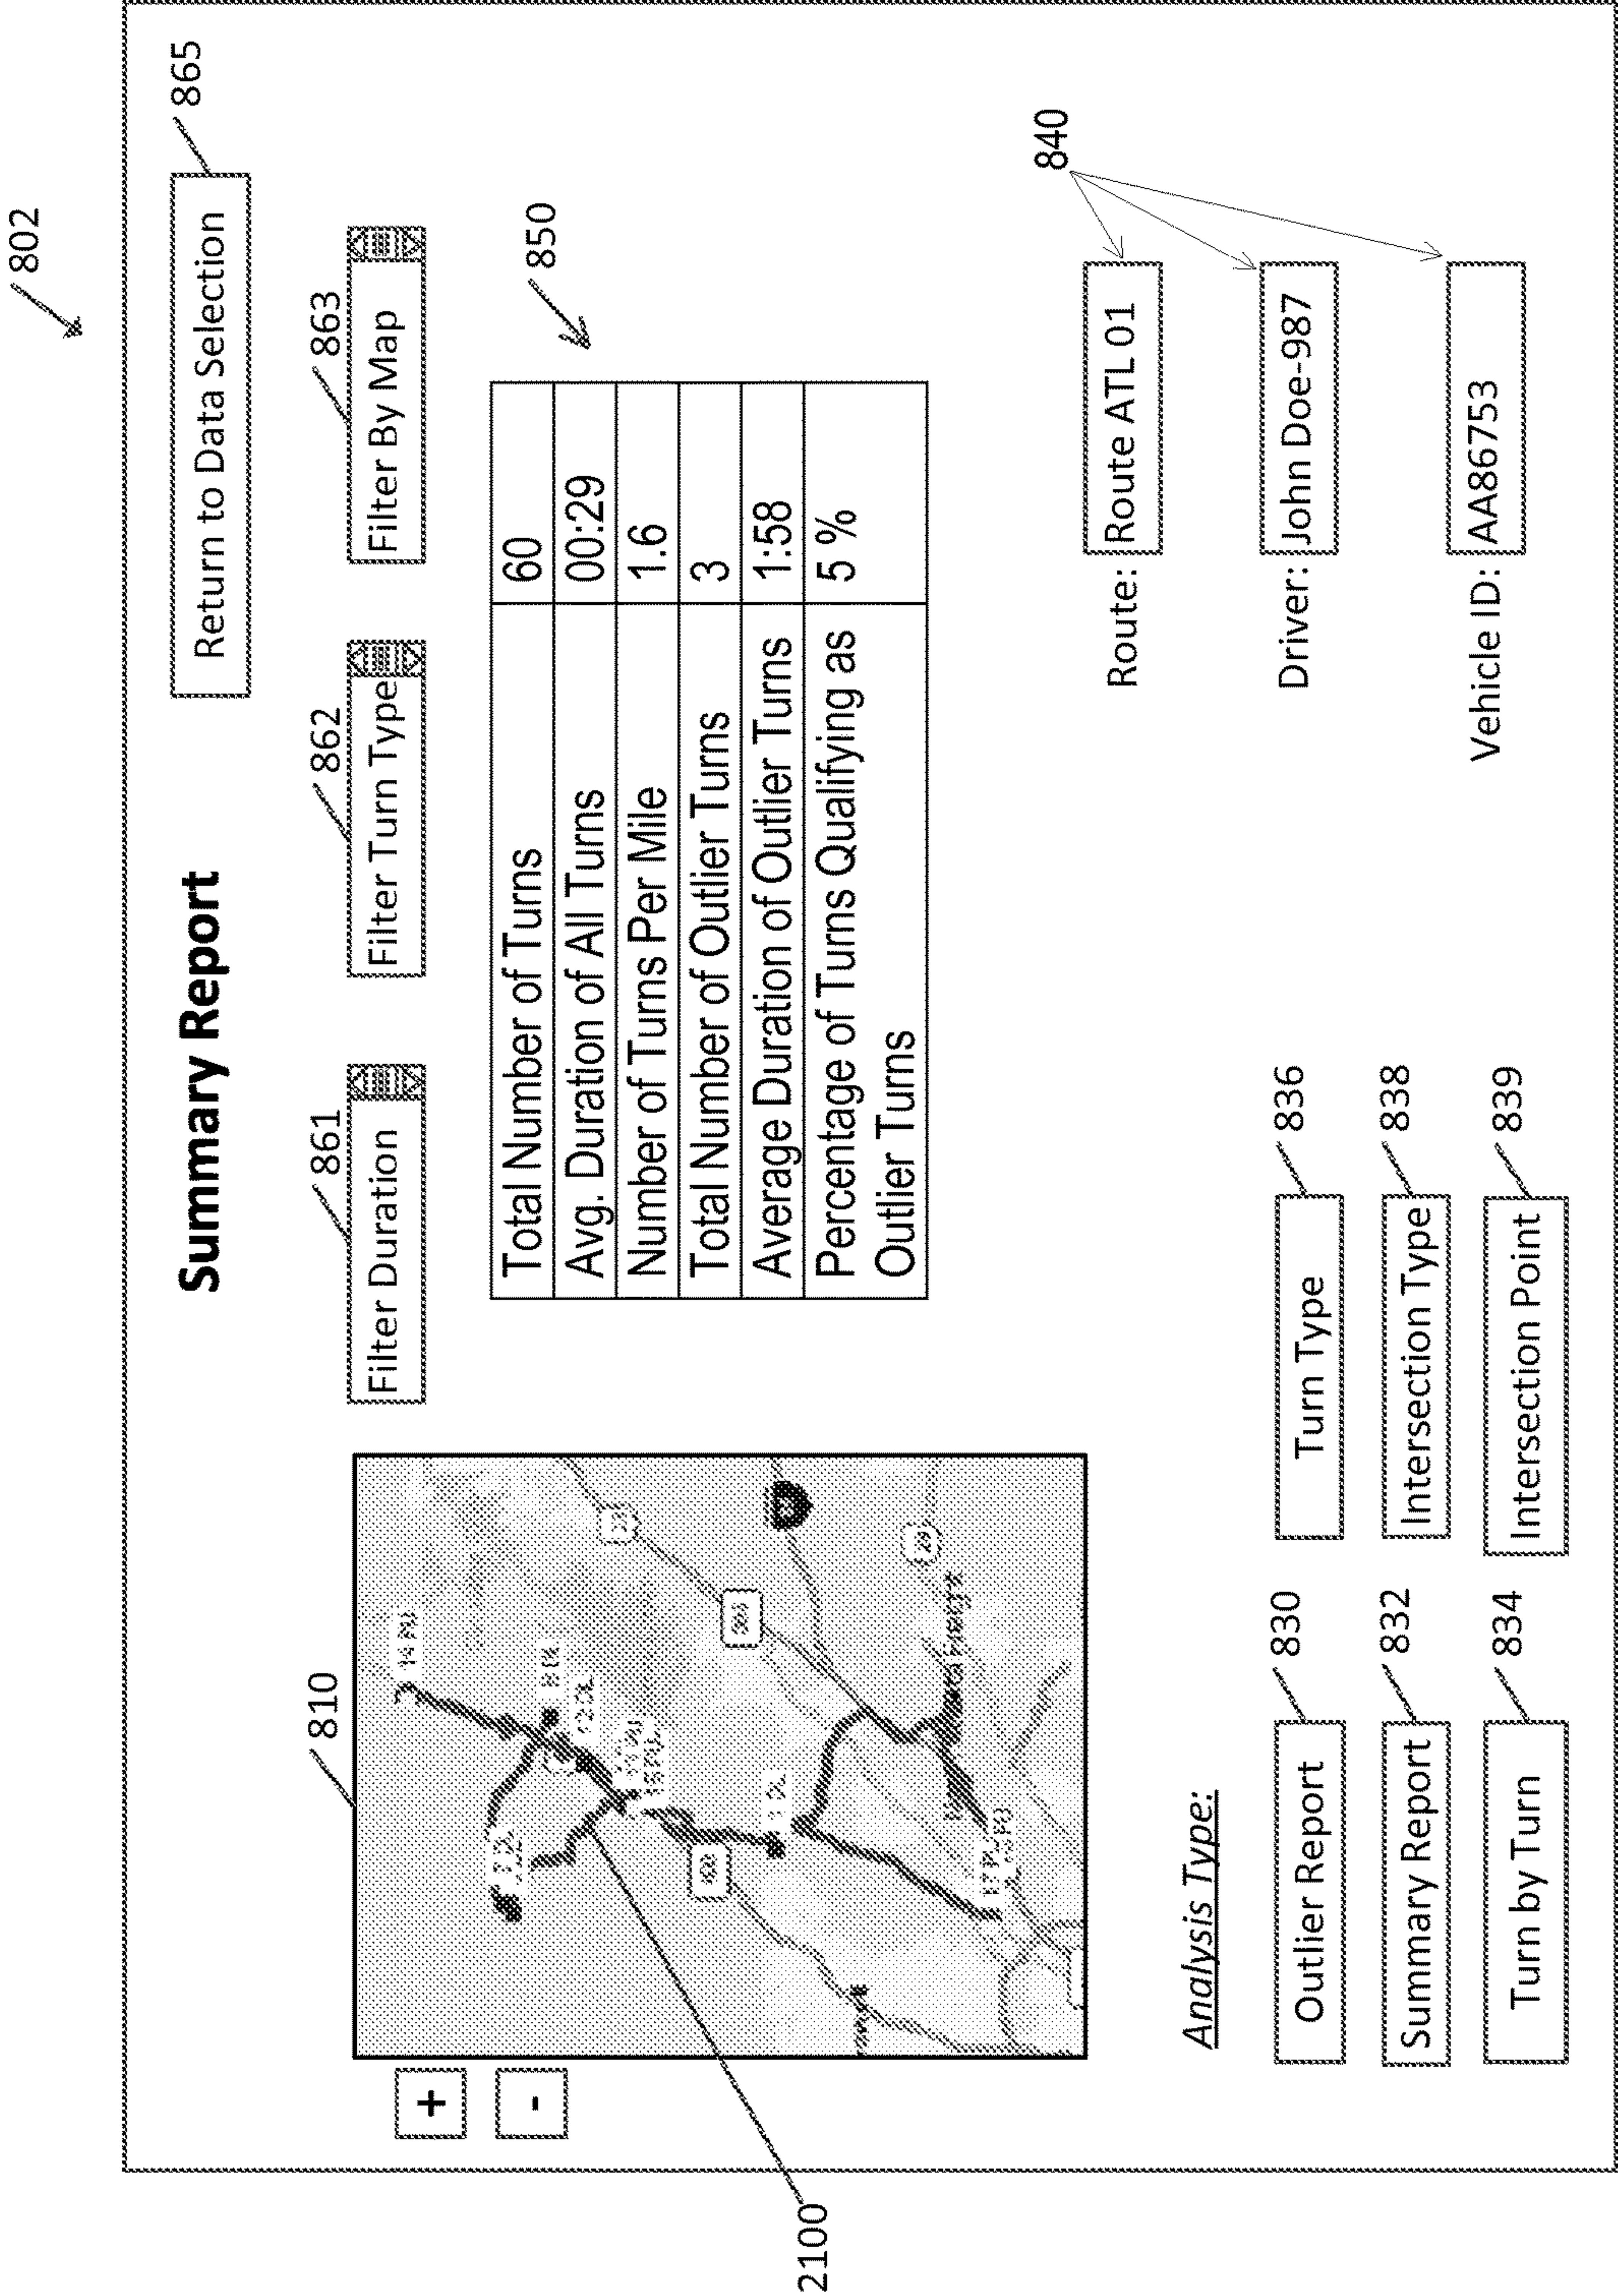 802
Summary Report
Return to Data Selection
865
861
862
863
Filter Duration
Filter Turn Type
Filter By Map
810
+
-
2100
850
Total Number of Turns 60
Avg. Duration of All Turns 00:29
Number of Turns Per Mile 1.6
Total Number of Outlier Turns 3
Average Duration of Outlier Turns 1:58
Percentage of Turns Qualifying as 5 %
Outlier Turns
840
Analysis Type:
Outlier Report
830
Turn Type
836
Summary Report
832
Intersection Type
838
Turn by Turn
834
Intersection Point
839
Route: Route ATL 01
Driver: John Doe-987
Vehicle ID: AA86753